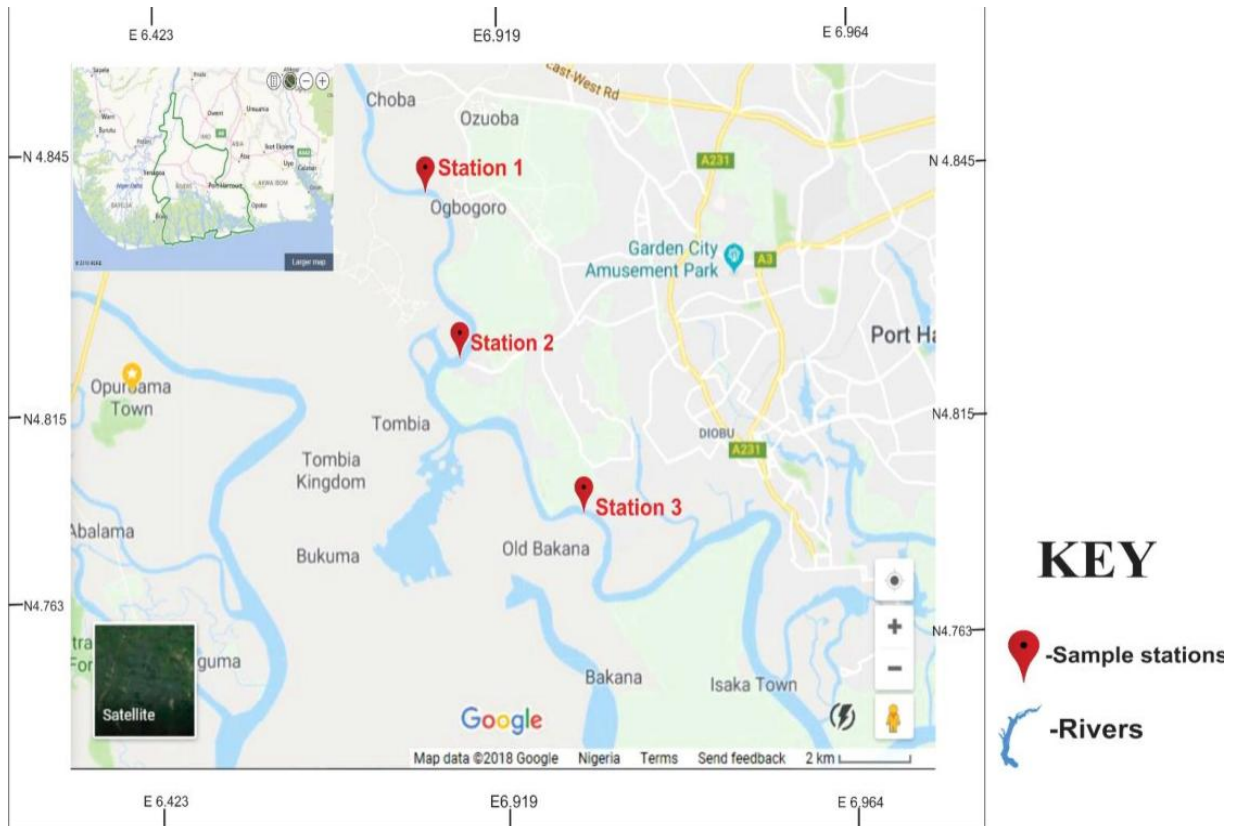 E 6.423
E6.919
E 6.964
East-West Rd
Choba
Ozuoba
A231
N 4.845
N 4.845
Station 1
Ogbogoro
Garden City
Amusement Park
A3
Larger map
Station 2
Port Ha
Opuroama
Town
N4.815
N4.815
Tombia
DIOBU
A231
Tombia
Kingdom
Station 3
Abalama
Bukuma
Old Bakana
KEY
N4.763
N4.763
tra
For
guma
-Sample stations
Bakana
Isaka Town
Satellite
Google
-Rivers
Map data ©2018 Google Nigeria Terms Send feedback 2 km
E 6.423
E6.919
E 6.964